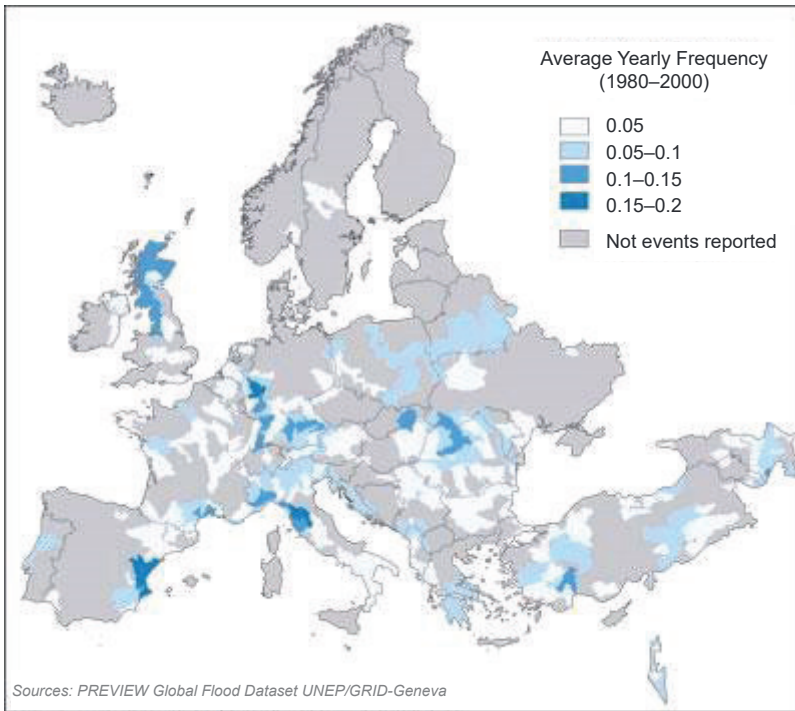 Average Yearly Frequency
(1980–2000)
0.05
0.05–0.1
0.1–0.15
0.15–0.2
Not events reported
Sources: PREVIEW Global Flood Dataset UNEP/GRID-Geneva